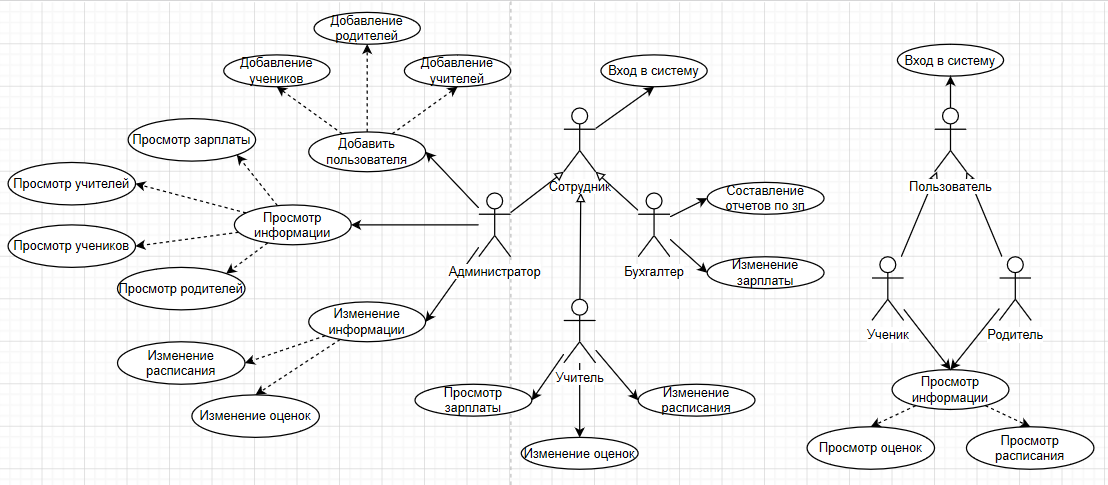 Добавление
родителей
Добавление
учеников
Добавление
учителей
Добавить
пользователя
Просмотр зарплаты
Просмотр учителей
Просмотр
информации
Просмотр учеников
Просмотр родителей
Администратор
Изменение
информации
Изменение
расписания
Изменение оценок
Вход в систему
Сотрудник
Составление
отчетов по зп
Бухгалтер
Изменение
зарплаты
Учитель
Просмотр
зарплаты
Изменение
расписания
Изменение оценок
Вход в систему
Пользователь
Ученик
Родитель
Просмотр
информации
Просмотр оценок
Просмотр
расписания